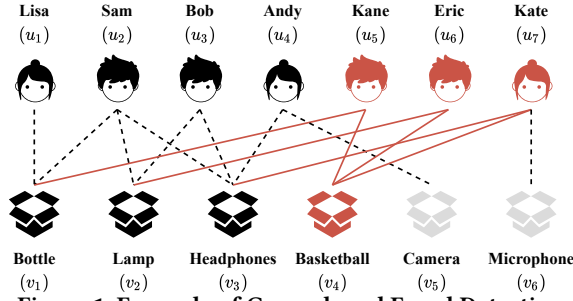 Lisa Sam Bob Andy Kane Eric Kate
(u₁) (u₂) (u₃) (u₄) (u₅) (u₆) (u₇)
Bottle Lamp Headphones Basketball Camera Microphone
(v₁) (v₂) (v₃) (v₄) (v₅) (v₆)